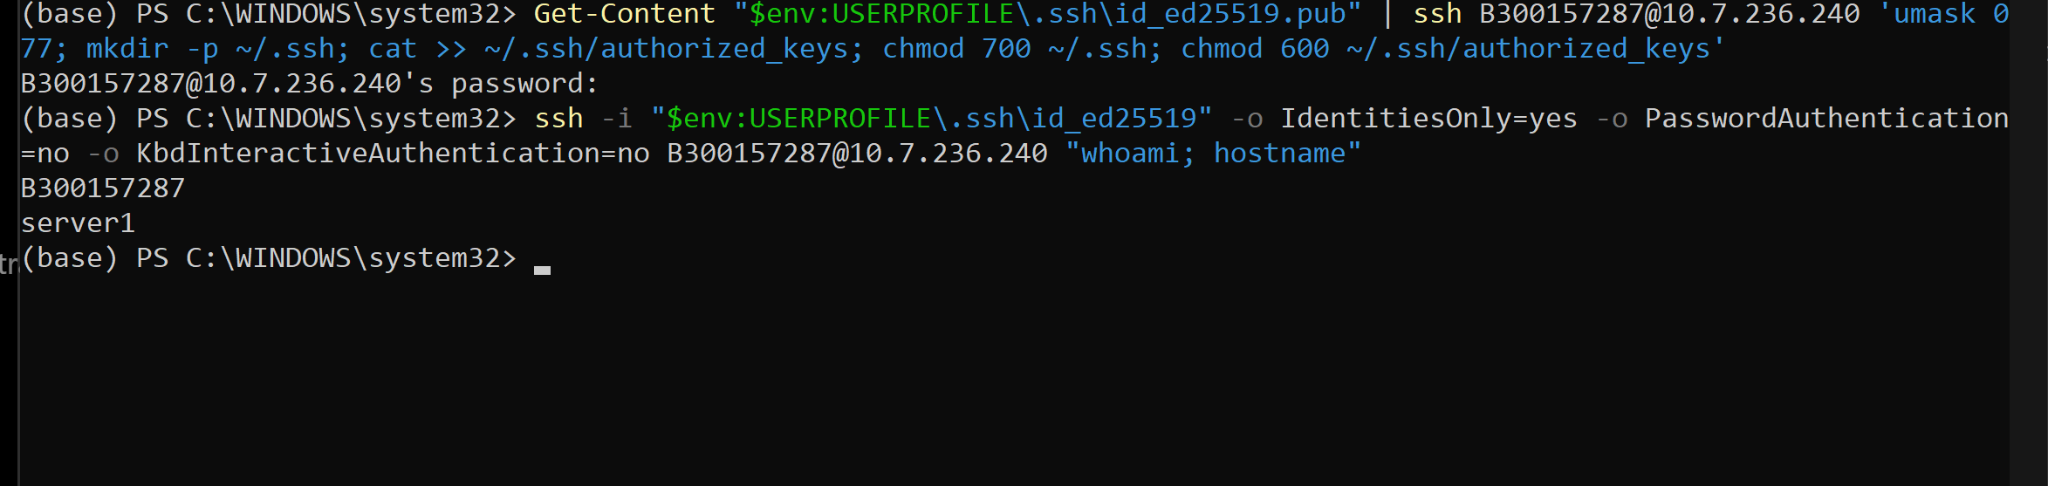 (base) PS C:\WINDOWS\system32> Get-Content "$env:USERPROFILE\.ssh\id_ed25519.pub" | ssh B300157287@10.7.236.240 'umask 0
77; mkdir -p ~/.ssh; cat >> ~/.ssh/authorized_keys; chmod 700 ~/.ssh; chmod 600 ~/.ssh/authorized_keys'
B300157287@10.7.236.240's password:
(base) PS C:\WINDOWS\system32> ssh -i "$env:USERPROFILE\.ssh\id_ed25519" -o IdentitiesOnly=yes -o PasswordAuthentication
=no -o KbdInteractiveAuthentication=no B300157287@10.7.236.240 "whoami; hostname"
B300157287
server1
(base) PS C:\WINDOWS\system32>